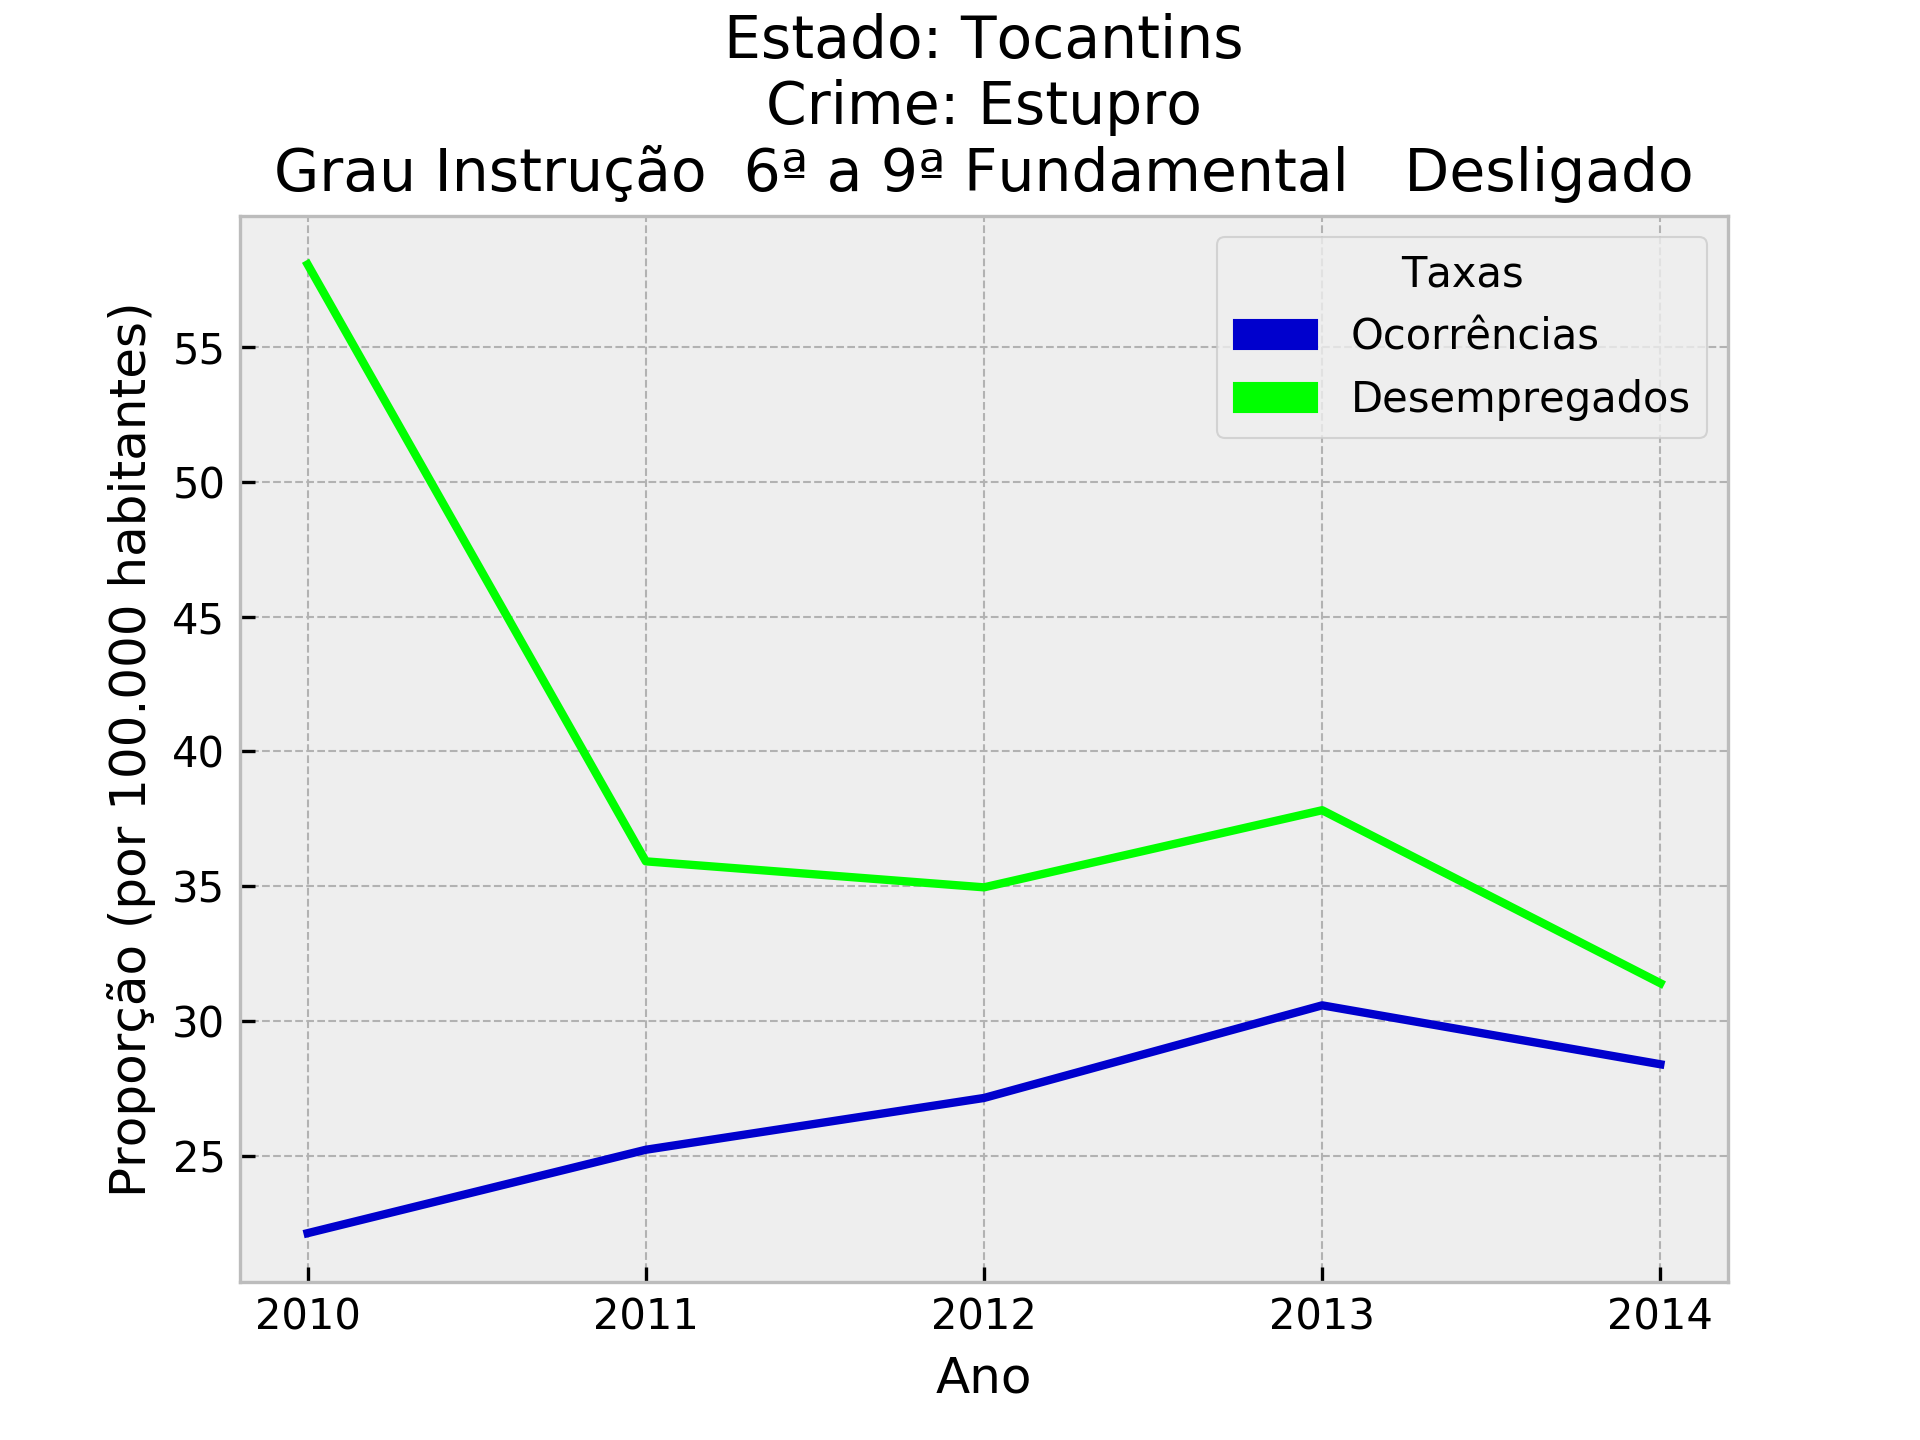 Estado: Tocantins
Crime: Estupro
Grau Instrução  6ª a 9ª Fundamental   Desligado
Taxas
Ocorrências
Desempregados
Proporção (por 100.000 habitantes)
55
50
45
40
35
30
25
2010 2011 2012 2013 2014
Ano